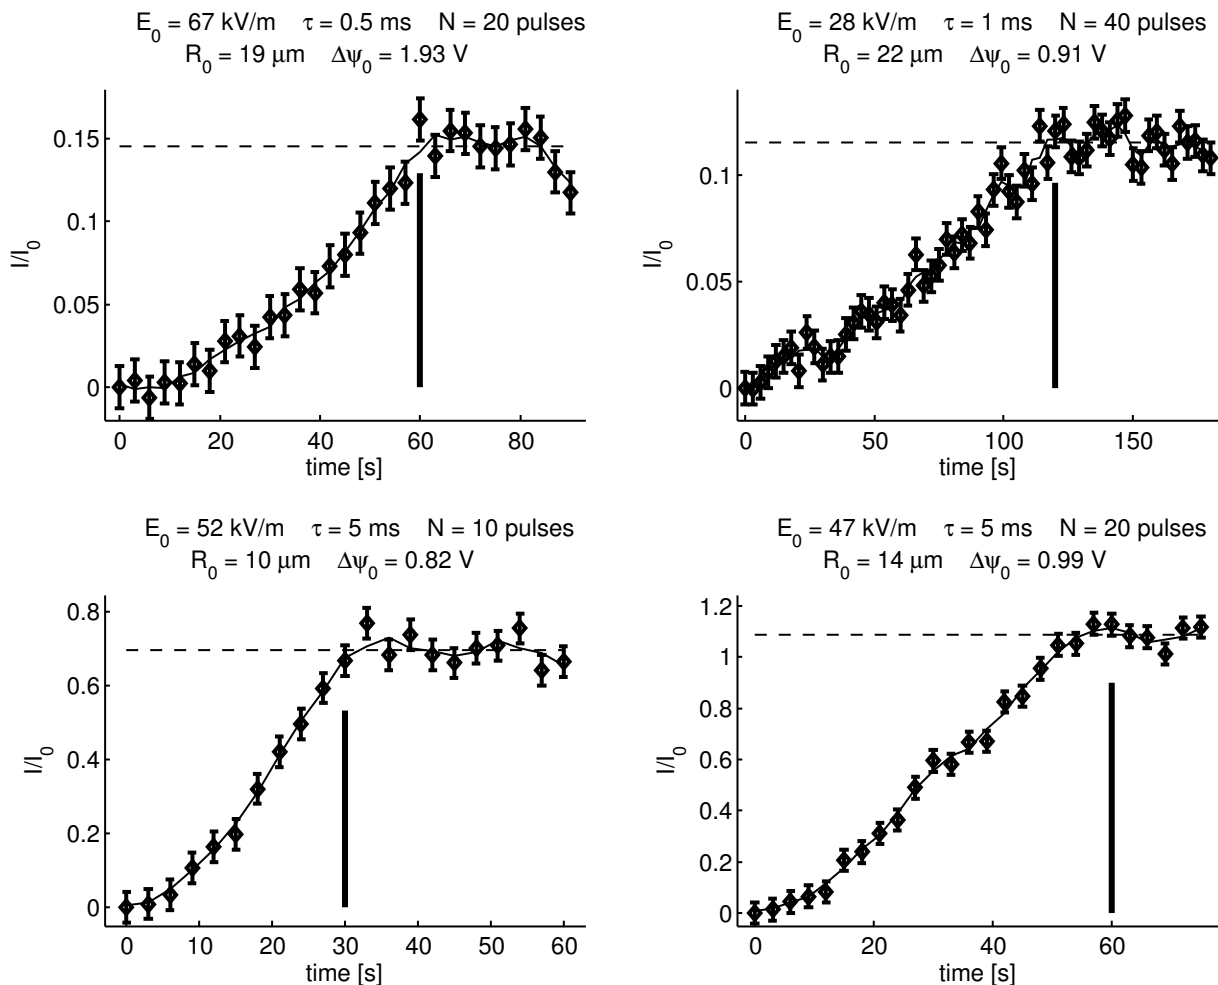 E0 = 67 kV/m τ = 0.5 ms N = 20 pulses
R0 = 19 μm Δψ0 = 1.93 V
0.15
0.1
0.05
0
I/I0
0 20 40 60 80
time [s]
E0 = 28 kV/m τ = 1 ms N = 40 pulses
R0 = 22 μm Δψ0 = 0.91 V
0.1
0.05
0
I/I0
0 50 100 150
time [s]
E0 = 52 kV/m τ = 5 ms N = 10 pulses
R0 = 10 μm Δψ0 = 0.82 V
0.8
0.6
0.4
0.2
0
I/I0
0 10 20 30 40 50 60
time [s]
E0 = 47 kV/m τ = 5 ms N = 20 pulses
R0 = 14 μm Δψ0 = 0.99 V
1.2
1
0.8
0.6
0.4
0.2
0
I/I0
0 20 40 60
time [s]